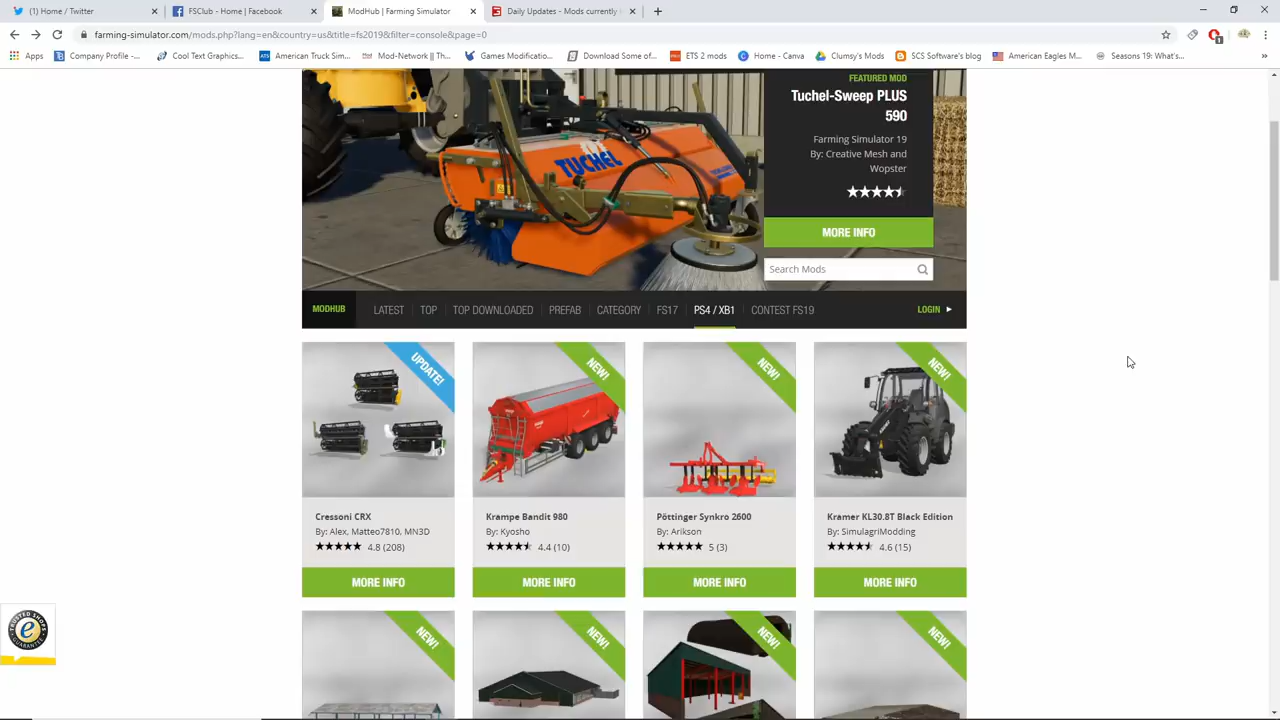 (1) Home / Twitter
FSClub - Home | Facebook
ModHub | Farming Simulator
Daily Updates - Mods currently
farming-simulator.com/mods.php?lang=en&country=us&title=fs2019&filter=console&page=0
Apps
Company Profile -...
Cool Text Graphics...
American Truck Sim...
Mod-Network || Th...
Games Modification...
Download Some of...
ETS 2 mods
Home - Canva
Clumsy's Mods
SCS Software's blog
American Eagles M...
Seasons 19: What's...
»
FEATURED MOD
Tuchel-Sweep PLUS
590
Farming Simulator 19
By: Creative Mesh and
Wopster
MORE INFO
Search Mods
TUCHEL
MODHUB
LATEST
TOP
TOP DOWNLOADED
PREFAB
CATEGORY
FS17
PS4 / XB1
CONTEST FS19
LOGIN
UPDATE!
NEW!
NEW!
NEW!
Cressoni CRX
By: Alex, Matteo7810, MN3D
4.8 (208)
MORE INFO
Krampe Bandit 980
By: Kyosho
4.4 (10)
MORE INFO
Pöttinger Synkro 2600
By: Arikson
5 (3)
MORE INFO
Kramer KL30.8T Black Edition
By: SimulagriModding
4.6 (15)
MORE INFO
NEW!
NEW!
NEW!
NEW!